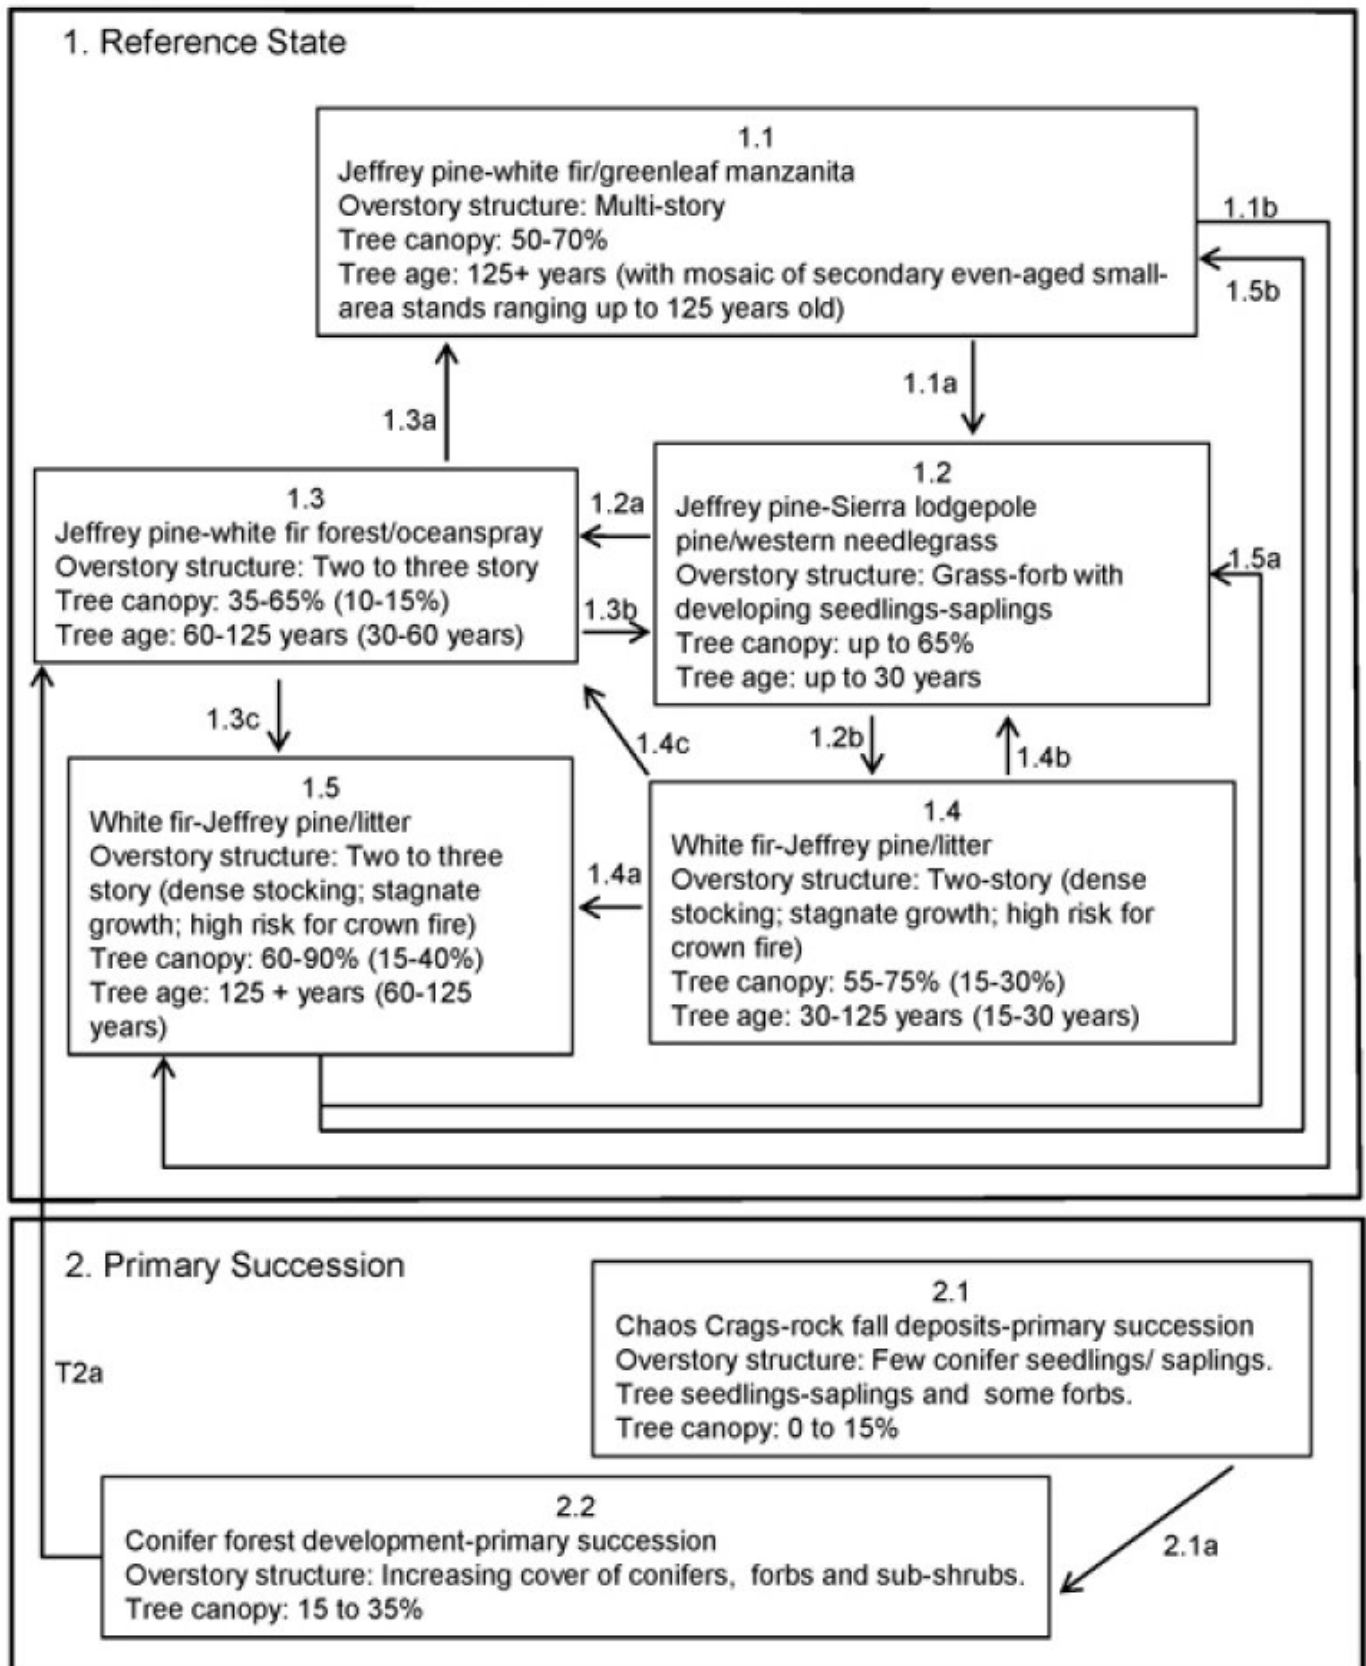 1. Reference State
1.1
Jeffrey pine-white fir/greenleaf manzanita
Overstory structure: Multi-story
Tree canopy: 50-70%
Tree age: 125+ years (with mosaic of secondary even-aged small-
area stands ranging up to 125 years old)
1.1b
1.5b
1.1a
1.3a
1.2
Jeffrey pine-Sierra lodgepole
pine/western needlegrass
Overstory structure: Grass-forb with
developing seedlings-saplings
Tree canopy: up to 65%
Tree age: up to 30 years
1.2a
1.3
Jeffrey pine-white fir forest/oceanspray
Overstory structure: Two to three story
Tree canopy: 35-65% (10-15%)
Tree age: 60-125 years (30-60 years)
1.5a
1.3b
1.3c
1.4c
1.2b
1.4b
1.5
White fir-Jeffrey pine/litter
Overstory structure: Two to three
story (dense stocking; stagnate
growth; high risk for crown fire)
Tree canopy: 60-90% (15-40%)
Tree age: 125 + years (60-125
years)
1.4a
1.4
White fir-Jeffrey pine/litter
Overstory structure: Two-story (dense
stocking; stagnate growth; high risk for
crown fire)
Tree canopy: 55-75% (15-30%)
Tree age: 30-125 years (15-30 years)
2. Primary Succession
2.1
Chaos Crags-rock fall deposits-primary succession
Overstory structure: Few conifer seedlings/ saplings.
Tree seedlings-saplings and  some forbs.
Tree canopy: 0 to 15%
T2a
2.2
Conifer forest development-primary succession
Overstory structure: Increasing cover of conifers,  forbs and sub-shrubs.
Tree canopy: 15 to 35%
2.1a